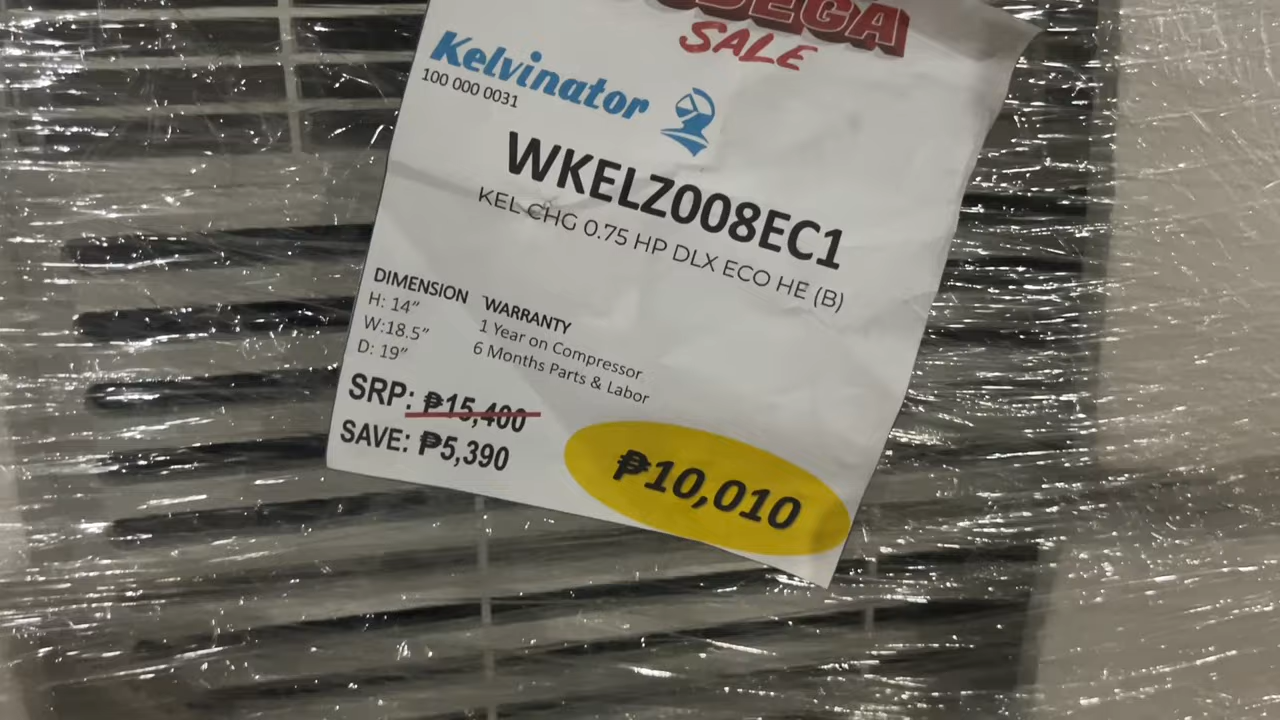 SALE
Kelvinator
100 000 0031
WKELZ008EC1
KEL CHG 0.75 HP DLX ECO HE (B)
DIMENSION
H: 14”
W:18.5”
D: 19”
WARRANTY
1 Year on Compressor
6 Months Parts & Labor
SRP: ₱15,400
SAVE: ₱5,390
₱10,010